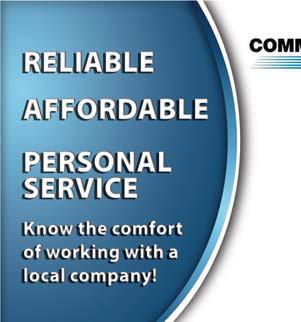 RELIABLE
AFFORDABLE
PERSONAL
SERVICE
Know the comfort
of working with a
local company!